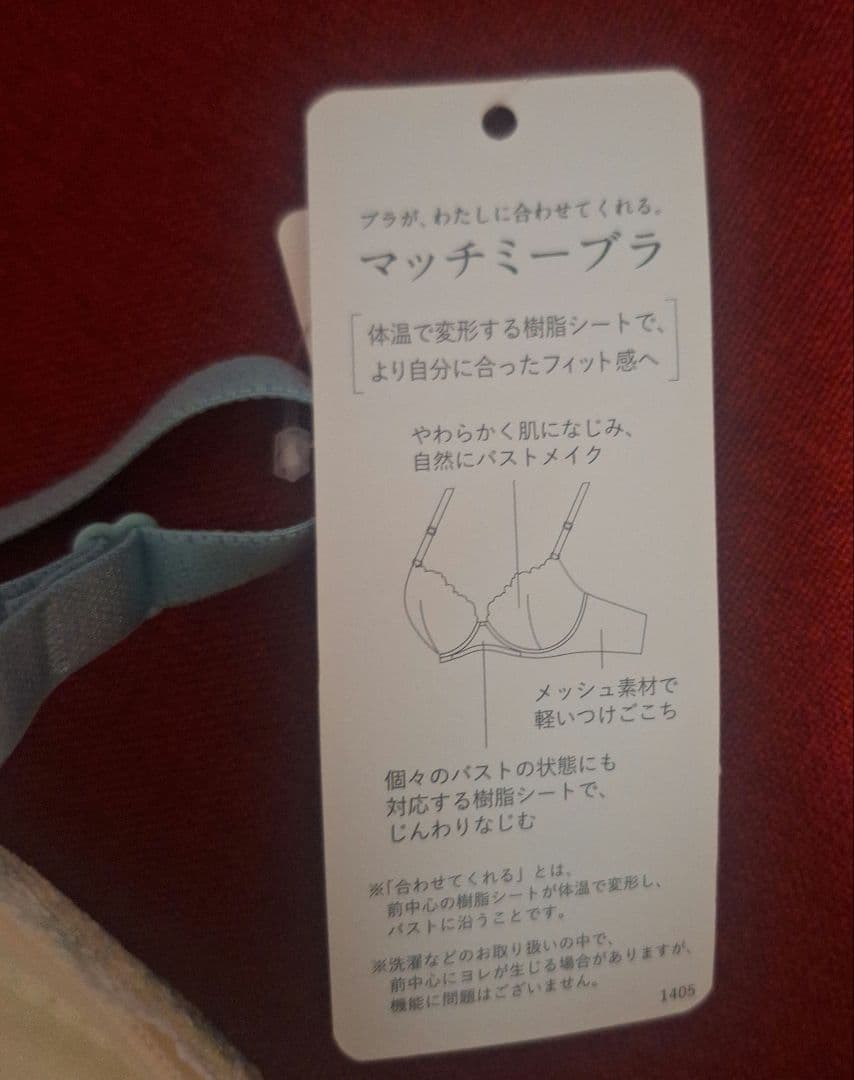 ブラが、わたしに合わせてくれる。
マッチミーブラ
体温で変形する樹脂シートで、
より自分に合ったフィット感へ
やわらかく肌になじみ、
自然にバストメイク
メッシュ素材で
軽いつけごこち
個々のバストの状態にも
対応する樹脂シートで、
じんわりなじむ
※「合わせてくれる」とは、
前中心の樹脂シートが体温で変形し、
バストに沿うことです。
※洗濯などのお取り扱いの中で、
前中心にヨレが生じる場合がありますが、
機能に問題はございません。
1405